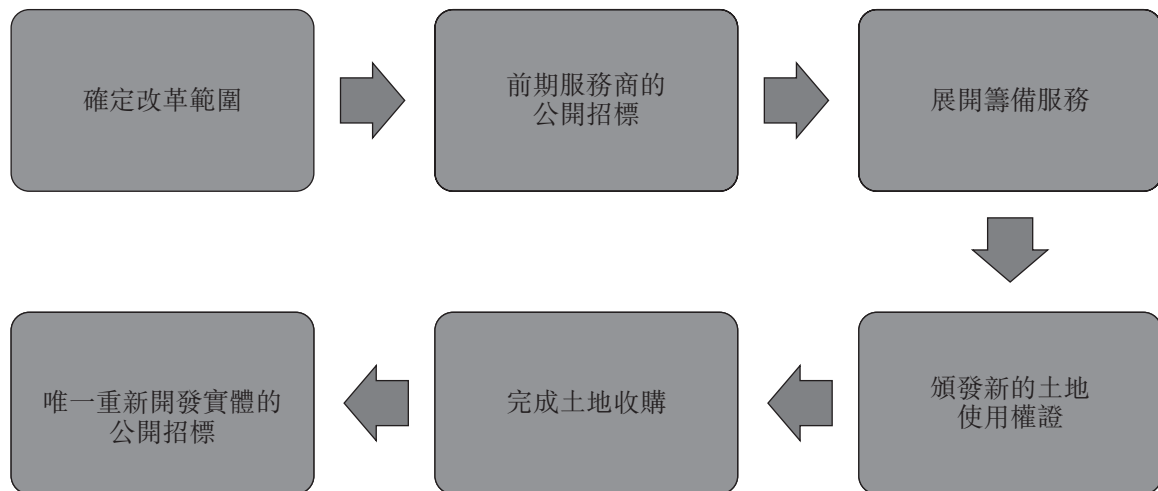 確定改革範圍
前期服務商的
公開招標
展開籌備服務
頒發新的土地
使用權證
完成土地收購
唯一重新開發實體的
公開招標